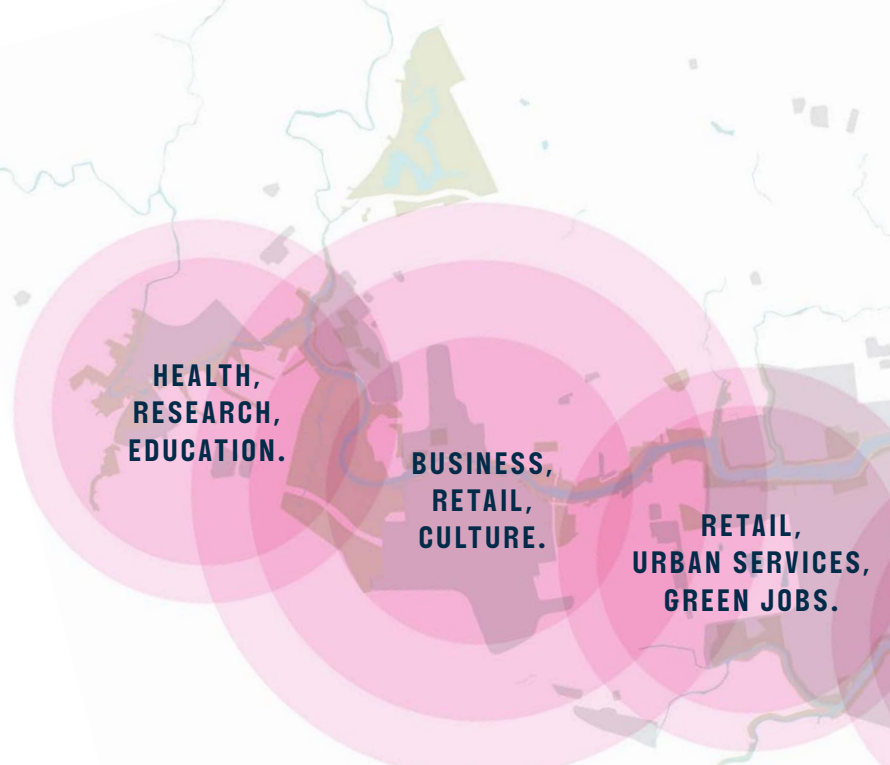 HEALTH,
RESEARCH,
EDUCATION.
BUSINESS,
RETAIL,
CULTURE.
RETAIL,
URBAN SERVICES,
GREEN JOBS.